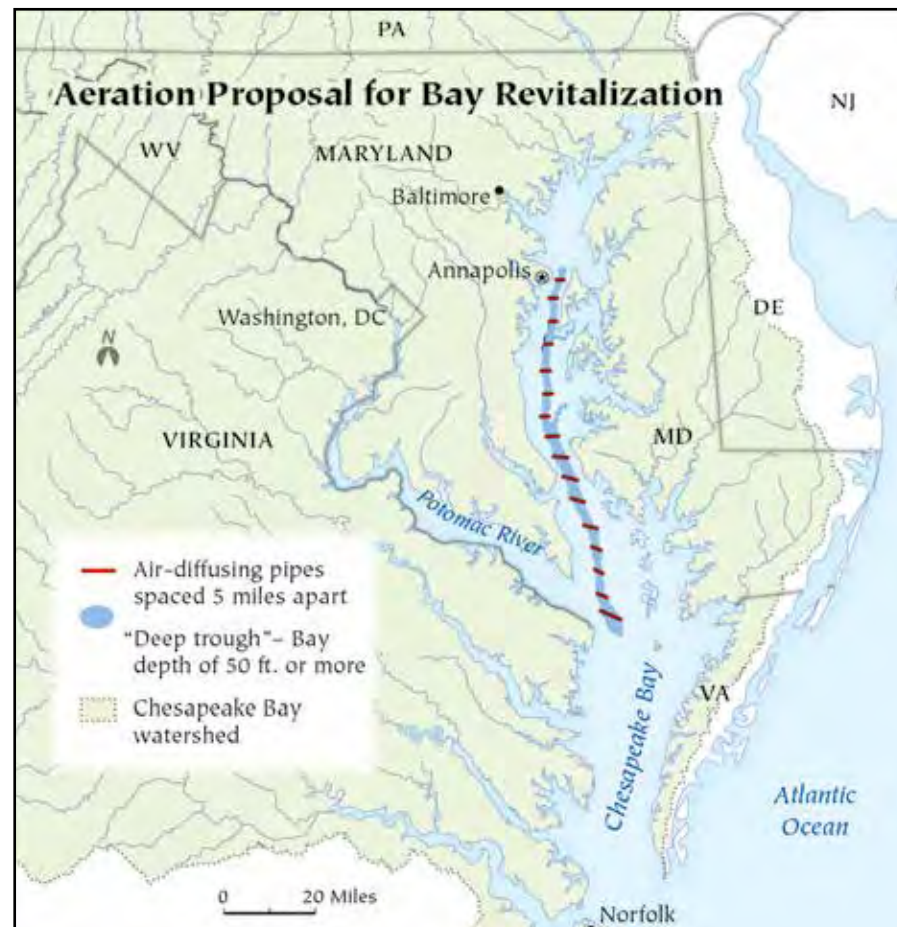 PA
Aeration Proposal for Bay Revitalization
NJ
WV
MARYLAND
Baltimore
Annapolis
DE
Washington, DC
N
VIRGINIA
MD
Potomac River
Air-diffusing pipes
spaced 5 miles apart
"Deep trough"– Bay
depth of 50 ft. or more
Chesapeake Bay
watershed
VA
Chesapeake Bay
Atlantic
Ocean
0 20 Miles
Norfolk